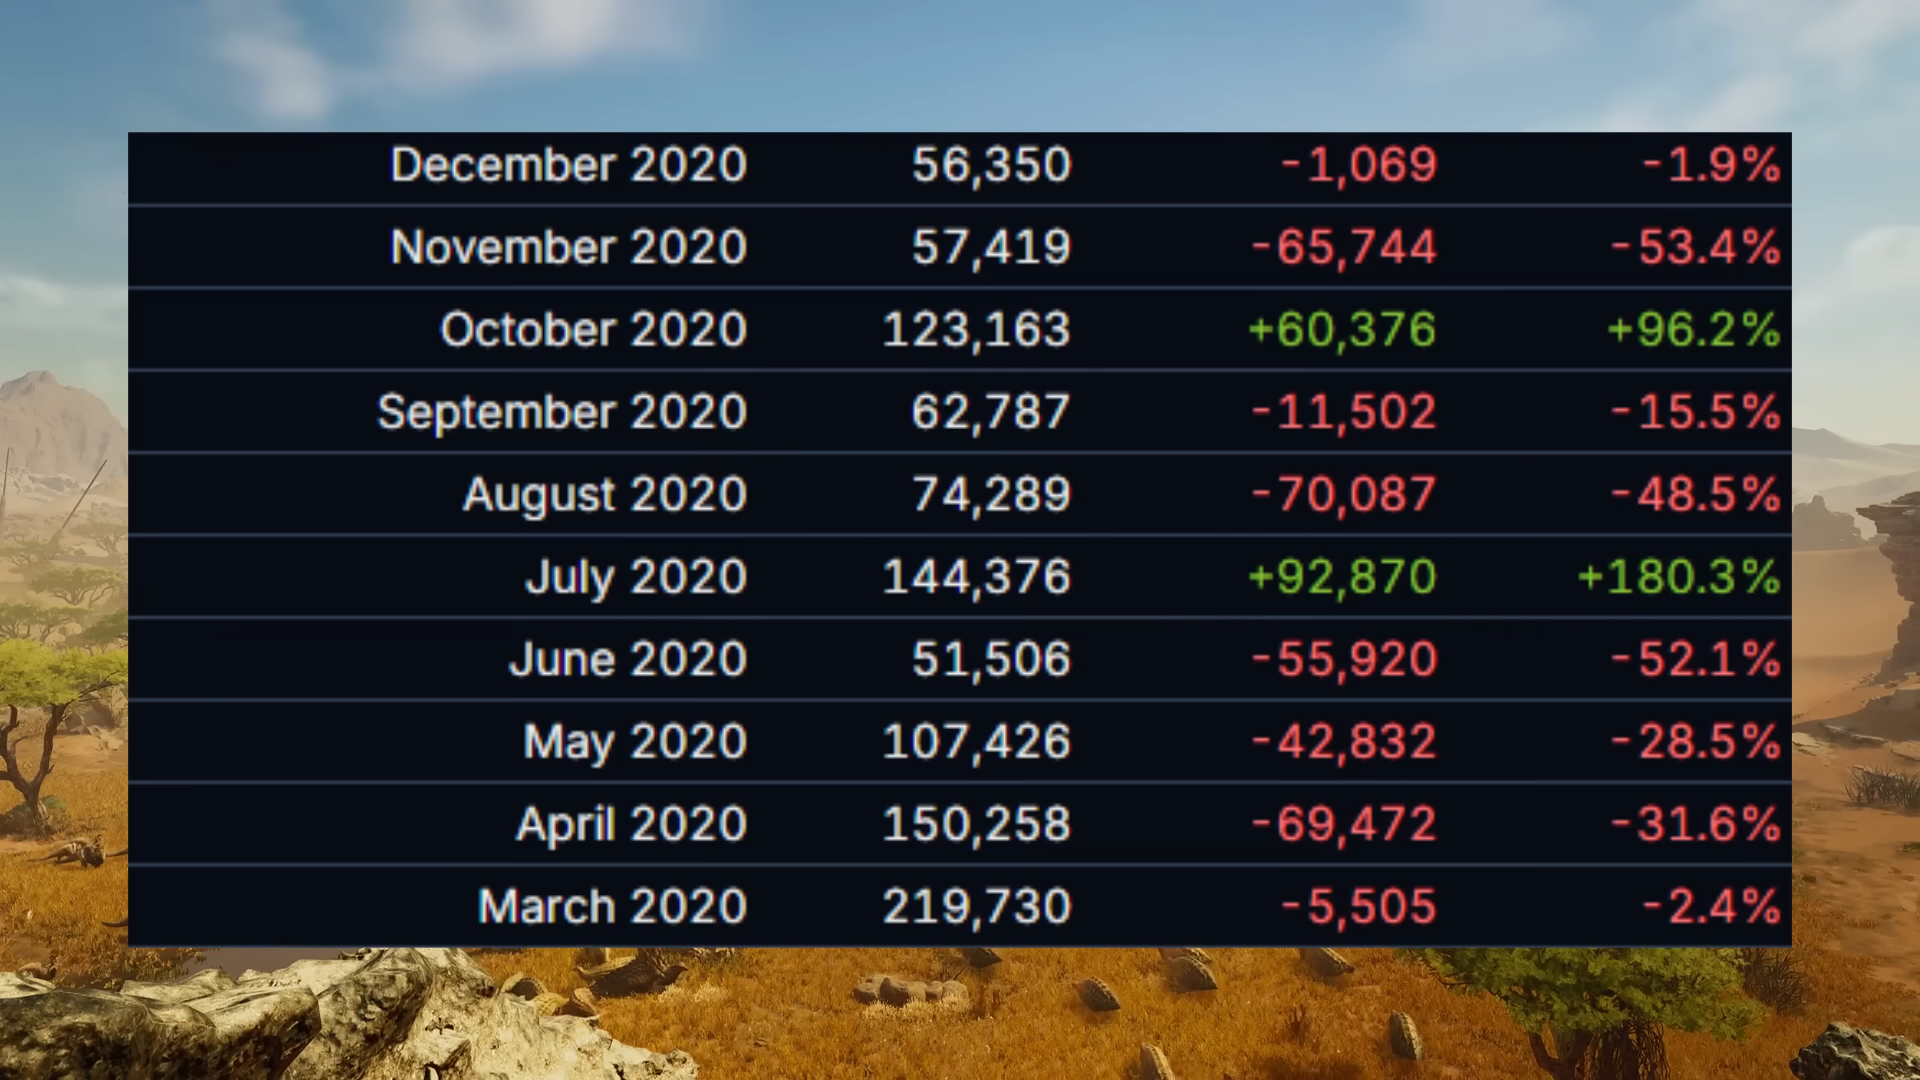 December 2020 56,350 -1,069 -1.9%
November 2020 57,419 -65,744 -53.4%
October 2020 123,163 +60,376 +96.2%
September 2020 62,787 -11,502 -15.5%
August 2020 74,289 -70,087 -48.5%
July 2020 144,376 +92,870 +180.3%
June 2020 51,506 -55,920 -52.1%
May 2020 107,426 -42,832 -28.5%
April 2020 150,258 -69,472 -31.6%
March 2020 219,730 -5,505 -2.4%